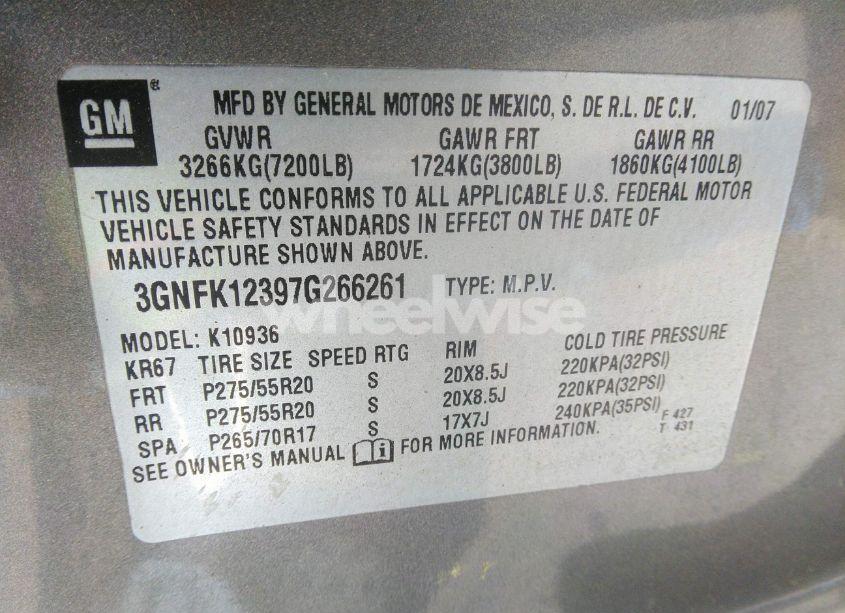 GM®
MFD BY GENERAL MOTORS DE MEXICO, S. DE R.L. DE C.V. 01/07
GVWR GAWR FRT GAWR RR
3266KG(7200LB) 1724KG(3800LB) 1860KG(4100LB)
THIS VEHICLE CONFORMS TO ALL APPLICABLE U.S. FEDERAL MOTOR
VEHICLE SAFETY STANDARDS IN EFFECT ON THE DATE OF
MANUFACTURE SHOWN ABOVE.
3GNFK12397G266261 TYPE: M.P.V.
wheelwise
MODEL: K10936
KR67 TIRE SIZE SPEED RTG RIM COLD TIRE PRESSURE
FRT P275/55R20 S 20X8.5J 220KPA(32PSI)
RR P275/55R20 S 20X8.5J 220KPA(32PSI)
SPA P265/70R17 S 17X7J 240KPA(35PSI) F 427
T 431
SEE OWNER'S MANUAL i FOR MORE INFORMATION.